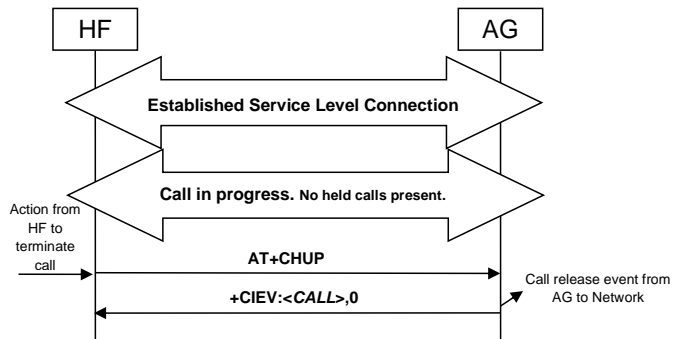 HF
AG
Established Service Level Connection
Call in progress. No held calls present.
Action from
HF to
terminate
call
AT+CHUP
+CIEV:<CALL>,0
Call release event from
AG to Network